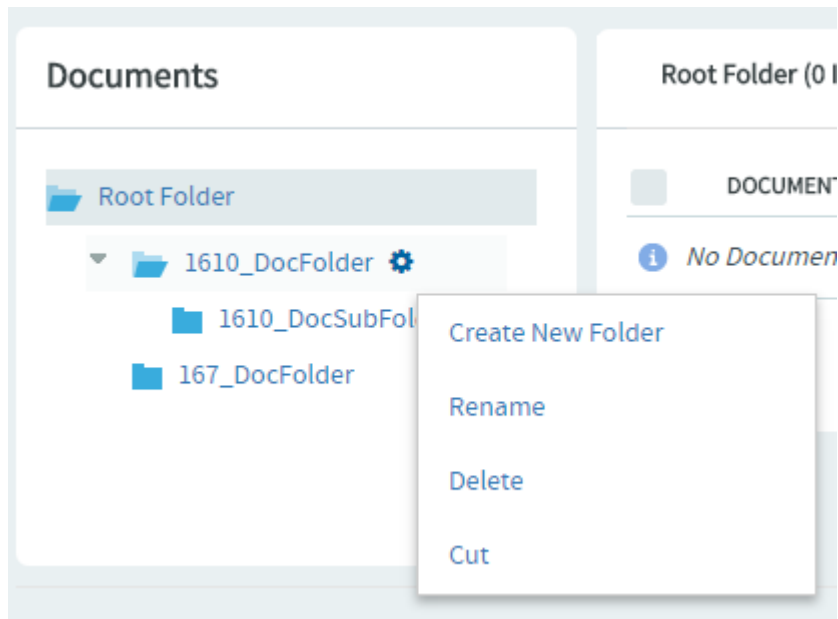 Documents
Root Folder
1610_DocFolder
1610_DocSubFol
167_DocFolder
Create New Folder
Rename
Delete
Cut
Root Folder (0
DOCUMENT
No Documen